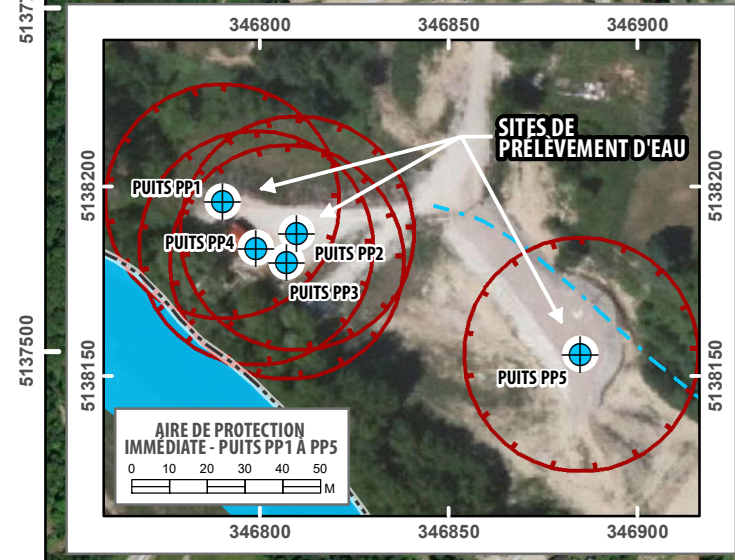 346800 346850 346900
SITES DE
PRÉLÈVEMENT D'EAU
5138200
5138200
PUITS PP1
PUITS PP4
PUITS PP2
PUITS PP3
5137500
5138150
5138150
PUITS PP5
AIRE DE PROTECTION
IMMÉDIATE - PUITS PP1 À PP5
0 10 20 30 40 50
M
346800 346850 346900